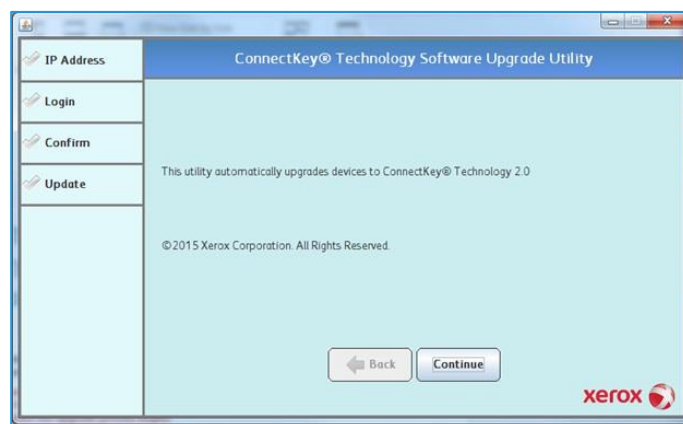 IP Address
ConnectKey® Technology Software Upgrade Utility
Login
Confirm
Update
This utility automatically upgrades devices to ConnectKey® Technology 2.0
©2015 Xerox Corporation. All Rights Reserved.
Back
Continue
xerox